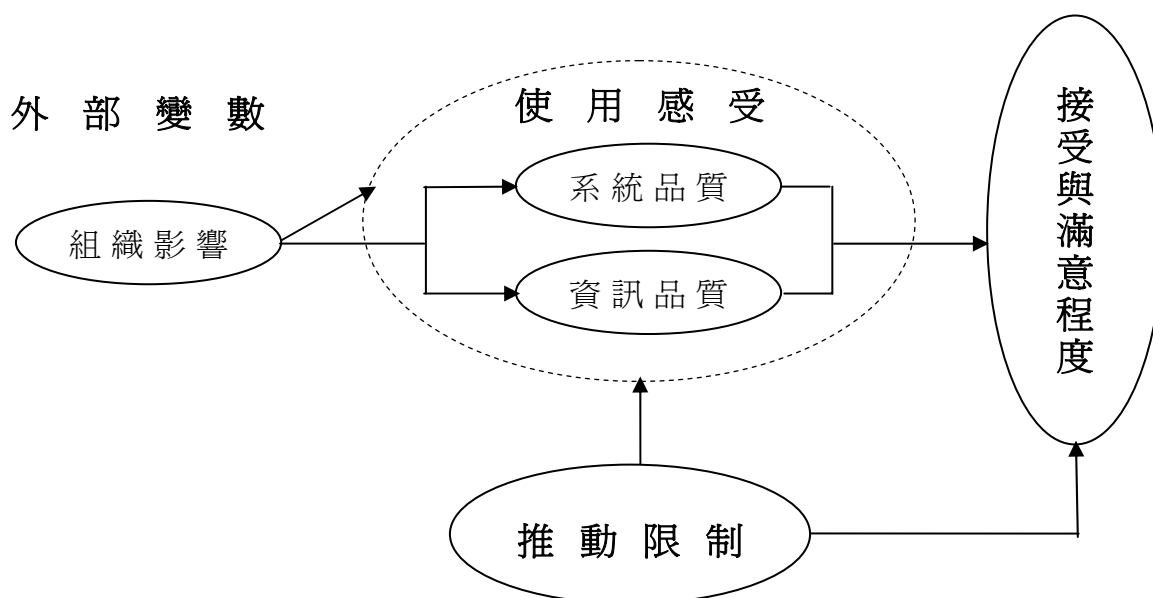 外部變數
使用感受
系統品質
組織影響
資訊品質
接受與滿意程度
推動限制